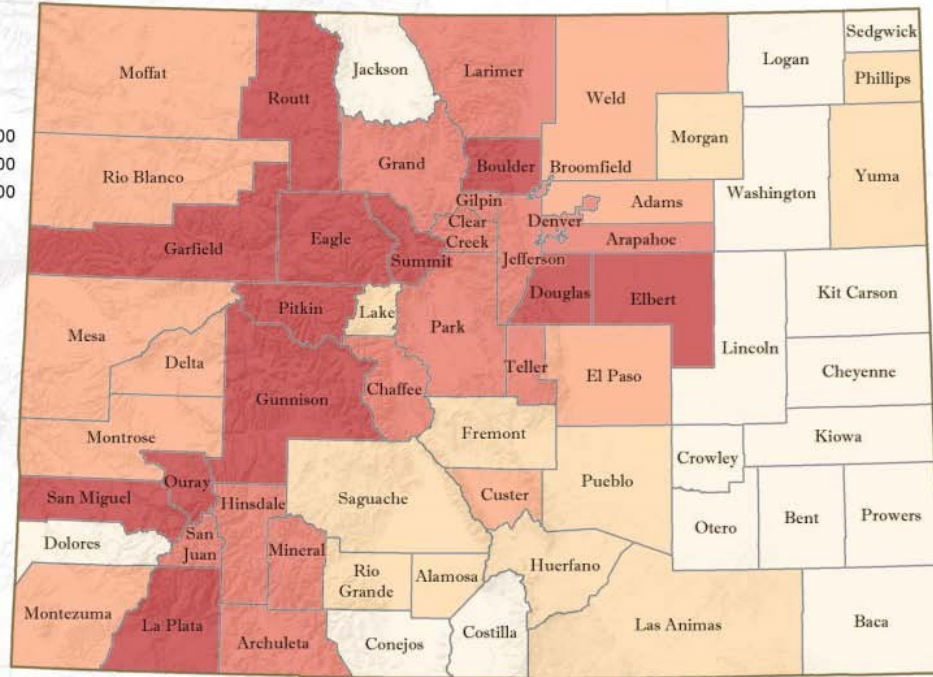 Sedgwick
Logan
Jackson
Moffat
Larimer
Phillips
Routt
Weld
Morgan
00
00
00
Grand
Boulder
Broomfield
Rio Blanco
Yuma
Washington
Gilpin
Adams
Clear
Creek
Denver
Garfield
Eagle
Arapahoe
Summit
Jefferson
Kit Carson
Douglas
Elbert
Pitkin
Lake
Park
Mesa
Lincoln
Delta
Teller
El Paso
Cheyenne
Chaffee
Gunnison
Fremont
Montrose
Kiowa
Crowley
Ouray
Pueblo
San Miguel
Hinsdale
Saguache
Custer
Prowers
Otero
Bent
San
Juan
Dolores
Mineral
Rio
Grande
Alamosa
Huerfano
Montezuma
La Plata
Archuleta
Conejos
Costilla
Las Animas
Baca